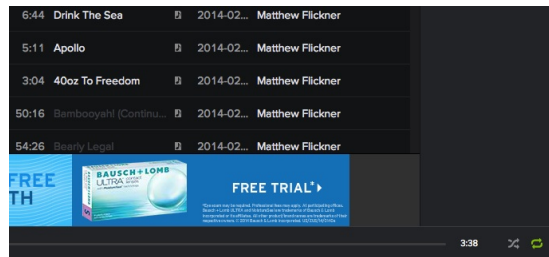 6:44 Drink The Sea 2014-02... Matthew Flickner
5:11 Apollo 2014-02... Matthew Flickner
3:04 40oz To Freedom 2014-02... Matthew Flickner
50:16 Bambooyah! (Continu... 2014-02... Matthew Flickner
54:26 Bearly Legal 2014-02... Matthew Flickner
FREE
TH
BAUSCH + LOMB
ULTRA contact lenses
FREE TRIAL*
3:38